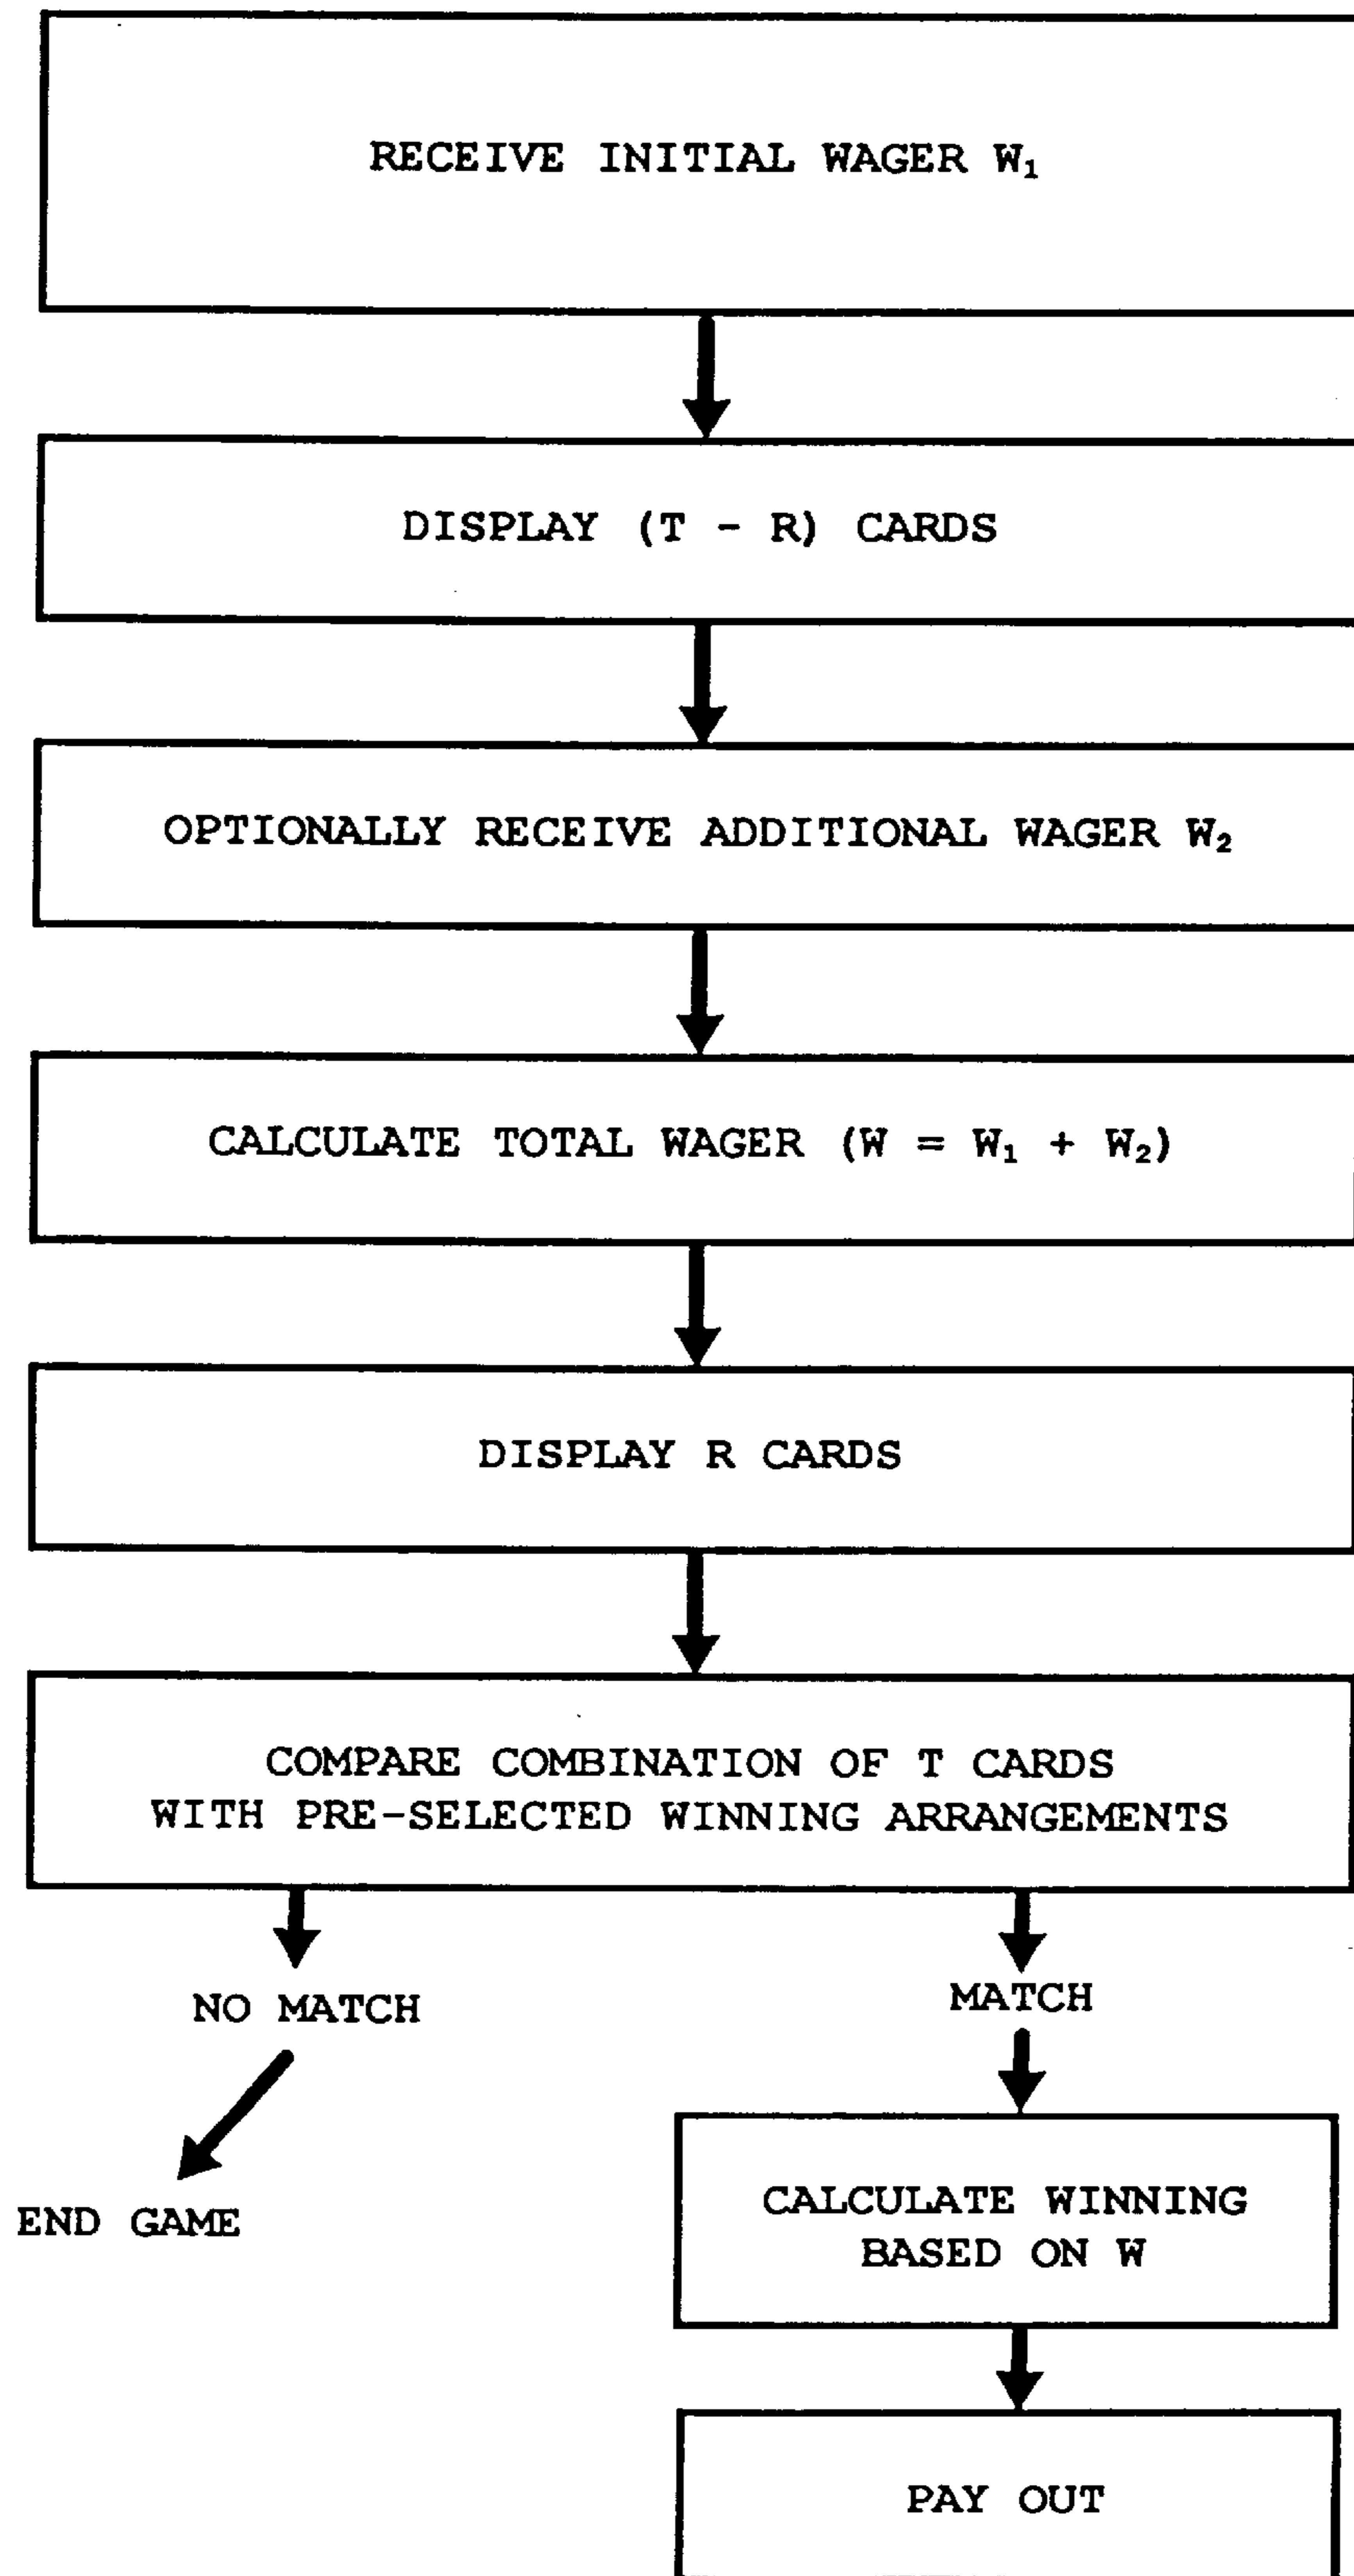 RECEIVE INITIAL WAGER W₁
DISPLAY (T - R) CARDS
OPTIONALLY RECEIVE ADDITIONAL WAGER W₂
CALCULATE TOTAL WAGER (W = W₁ + W₂)
DISPLAY R CARDS
COMPARE COMBINATION OF T CARDS
WITH PRE-SELECTED WINNING ARRANGEMENTS
NO MATCH
MATCH
END GAME
CALCULATE WINNING
BASED ON W
PAY OUT